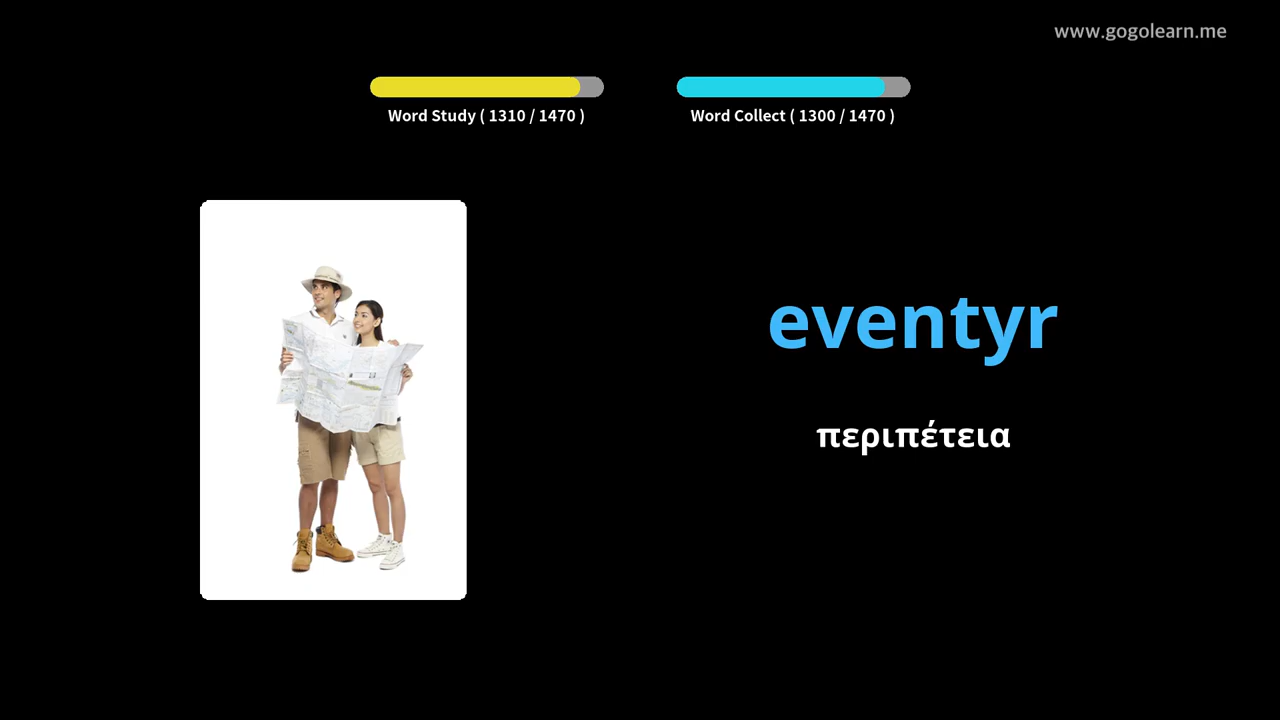 www.gogolearn.me
Word Study ( 1310 / 1470 )
Word Collect ( 1300 / 1470 )
eventyr
περιπέτεια